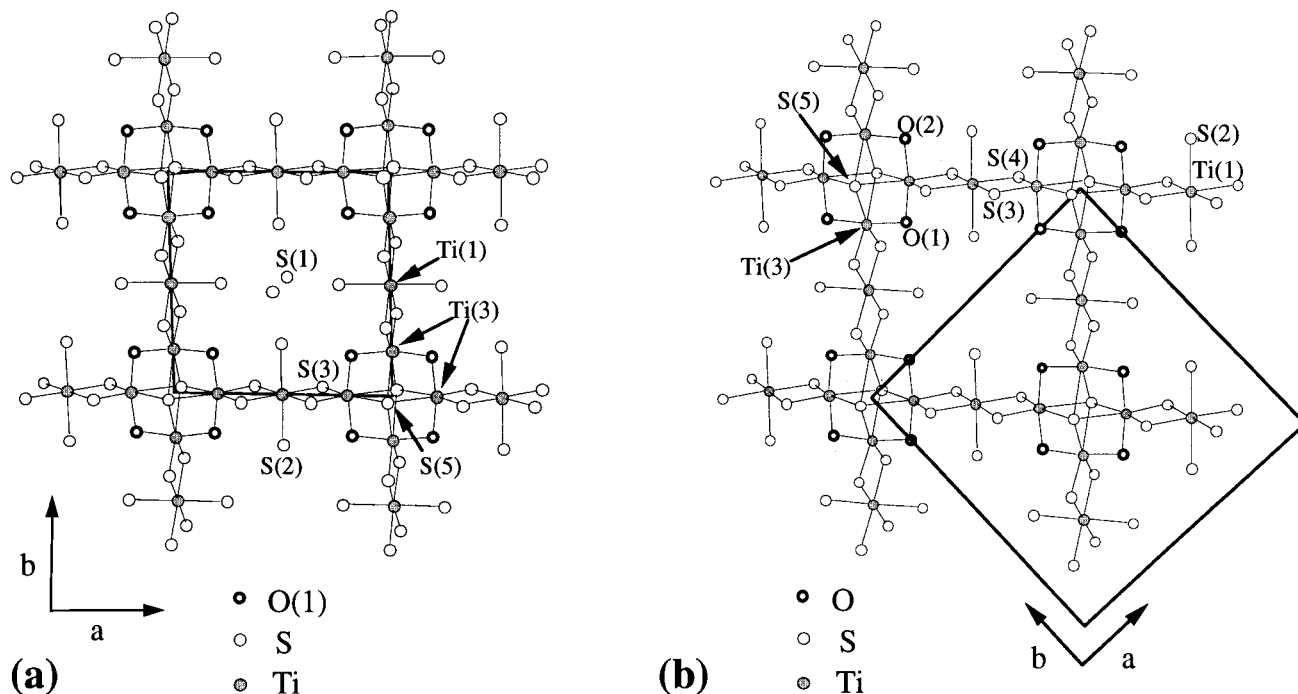 S(1)
Ti(1)
Ti(3)
S(3)
S(2)
S(5)
b
a
O(1)
S
Ti
(a)
S(5)
O(2)
S(2)
S(4)
Ti(1)
S(3)
O(1)
Ti(3)
O
S
Ti
b
a
(b)